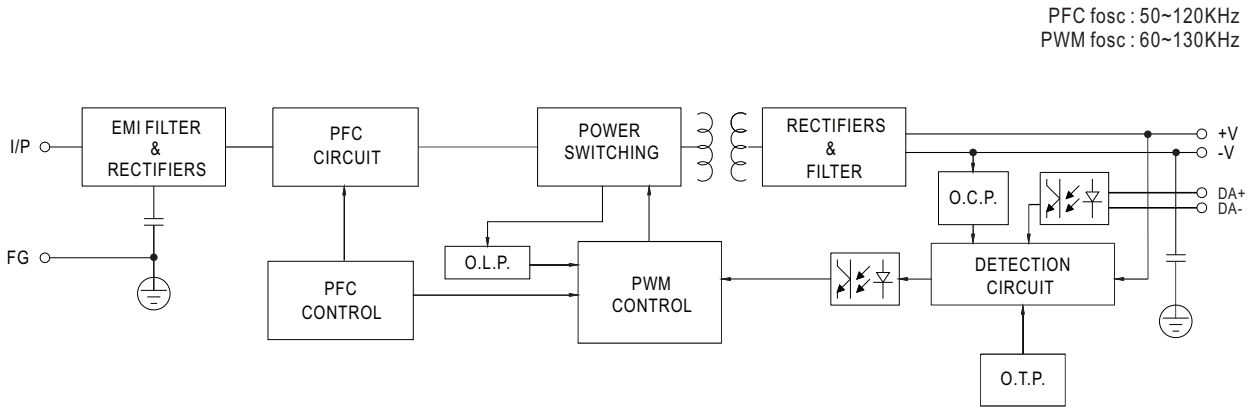 PFC fosc : 50~120KHz
PWM fosc : 60~130KHz
I/P
EMI FILTER
&
RECTIFIERS
PFC
CIRCUIT
POWER
SWITCHING
RECTIFIERS
&
FILTER
+V
-V
DA+
DA-
O.C.P.
FG
O.L.P.
PFC
CONTROL
PWM
CONTROL
DETECTION
CIRCUIT
O.T.P.